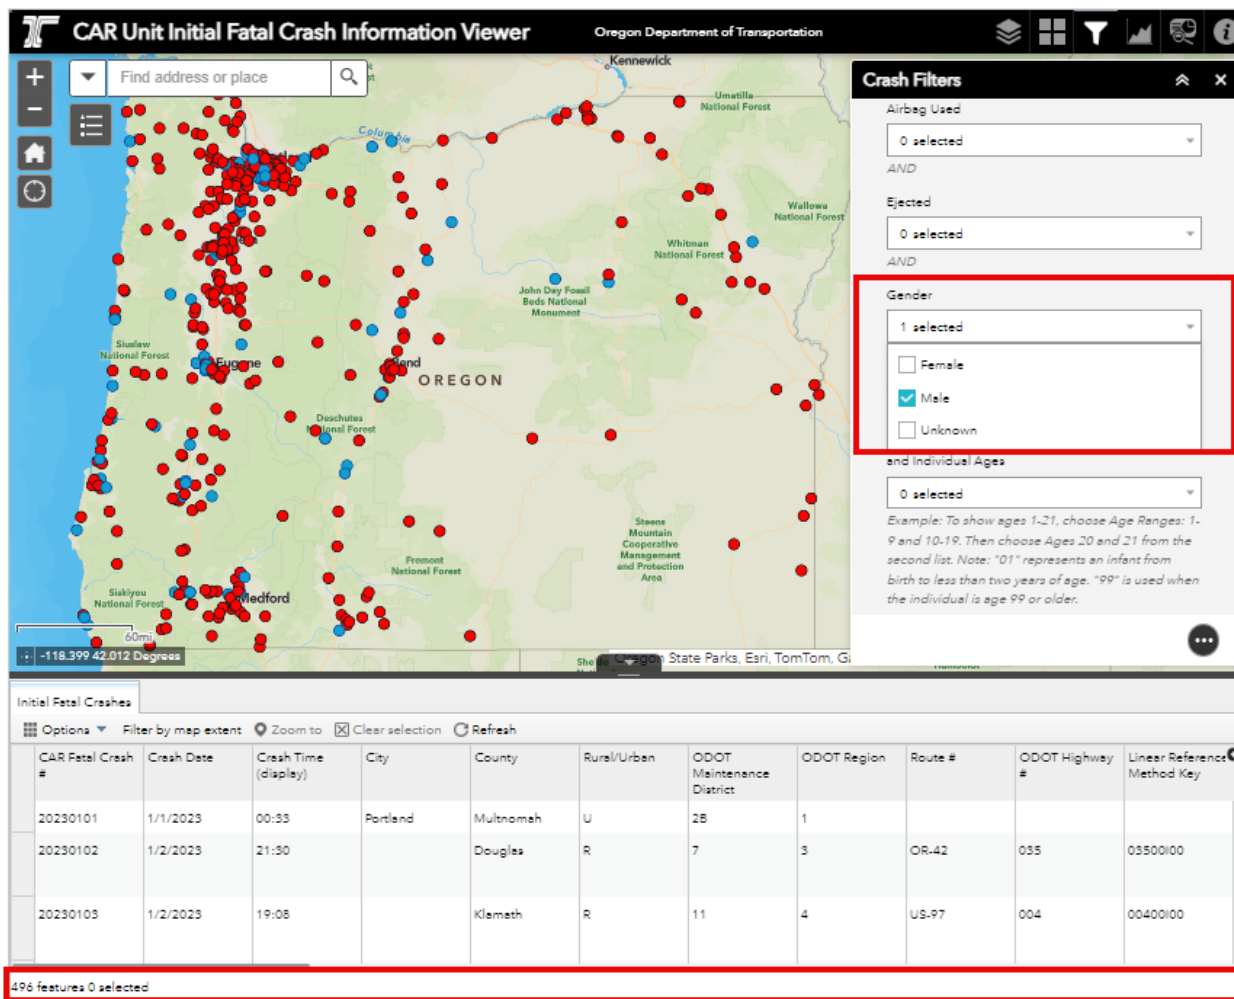 CAR Unit Initial Fatal Crash Information Viewer
Oregon Department of Transportation
Find address or place
Kennewick
Columbia
Umatilla
National Forest
Wallowa
National Forest
Whitman
National Forest
John Day Fossil
Beds National
Monument
Siuslaw
National Forest
Eugene
Bend
OREGON
Deschutes
National Forest
Steens
Mountain
Cooperative
Management
and Protection
Area
Fremont
National Forest
Siskiyou
National Forest
Medford
60mi
-118.399 42.012 Degrees
Oregon State Parks, Esri, TomTom, G
Crash Filters
Airbag Used
0 selected
AND
Ejected
0 selected
AND
Gender
1 selected
Female
Male
Unknown
and Individual Ages
0 selected
Example: To show ages 1-21, choose Age Ranges: 1-
9 and 10-19. Then choose Ages 20 and 21 from the
second list. Note: "01" represents an infant from
birth to less than two years of age. "99" is used when
the individual is age 99 or older.
Initial Fatal Crashes
Options Filter by map extent Zoom to Clear selection Refresh
CAR Fatal Crash # Crash Date Crash Time (display) City County Rural/Urban ODOT Maintenance District ODOT Region Route # ODOT Highway # Linear Reference Method Key
20230101 1/1/2023 00:33 Portland Multnomah U 2B 1
20230102 1/2/2023 21:30 Douglas R 7 3 OR-42 035 03500I00
20230103 1/2/2023 19:08 Klamath R 11 4 US-97 004 00400I00
496 features 0 selected